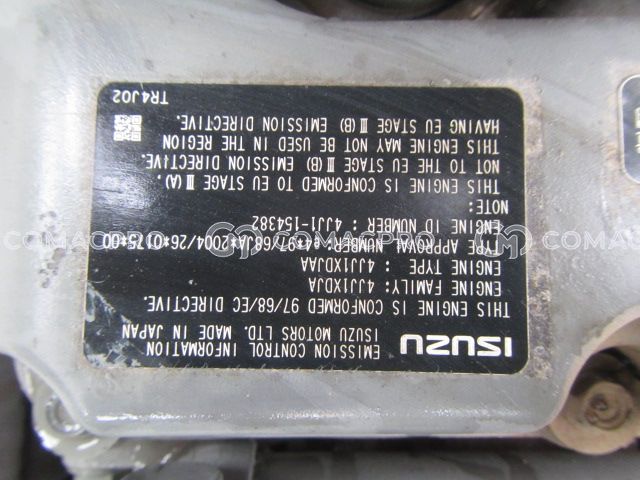 ISUZU
EMISSION CONTROL INFORMATION
ISUZU MOTORS LTD. MADE IN JAPAN
THIS ENGINE IS CONFORMED 97/68/EC DIRECTIVE.
ENGINE FAMILY: 4JJ1XDJA
ENGINE TYPE : 4JJ1XDJAA
TYPE APPROVAL NUMBER: e4*97/68JA*2004/26*0175*00
ENGINE ID NUMBER : 4JJ1-154382
NOTE:
THIS ENGINE IS CONFORMED TO EU STAGE Ⅲ (A),
NOT TO THE EU STAGE Ⅲ (B) EMISSION DIRECTIVE.
THIS ENGINE MAY NOT BE USED IN THE REGION
HAVING EU STAGE Ⅲ (B) EMISSION DIRECTIVE.
TR4J02
COMACPRO COMACPRO COMACPRO